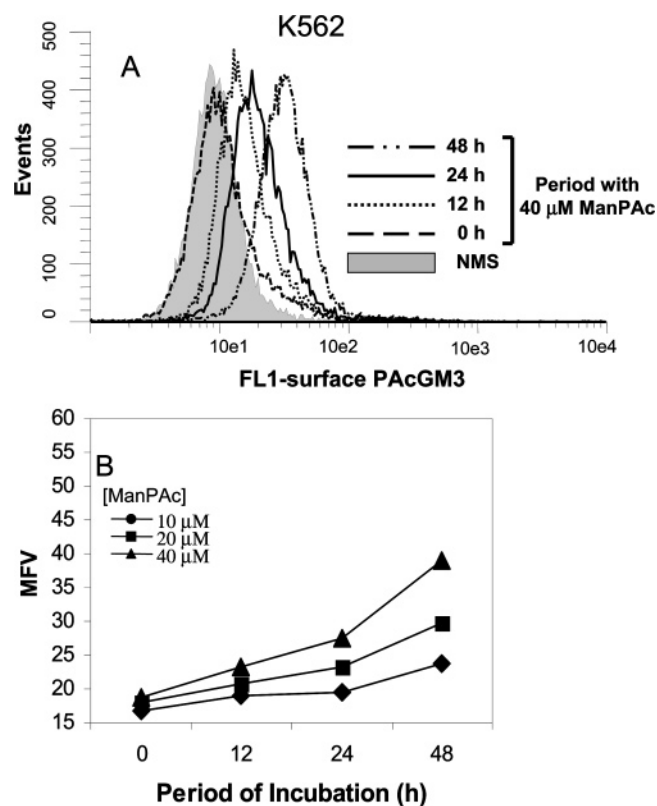 K562
A
500
400
300
200
100
0
Events
48 h
24 h
12 h
0 h
NMS
Period with
40 μM ManPAc
10e1
10e2
10e3
10e4
FL1-surface PAcGM3
B
60
55
50
45
40
35
30
25
20
15
MFV
[ManPAc]
10 μM
20 μM
40 μM
0
12
24
48
Period of Incubation (h)